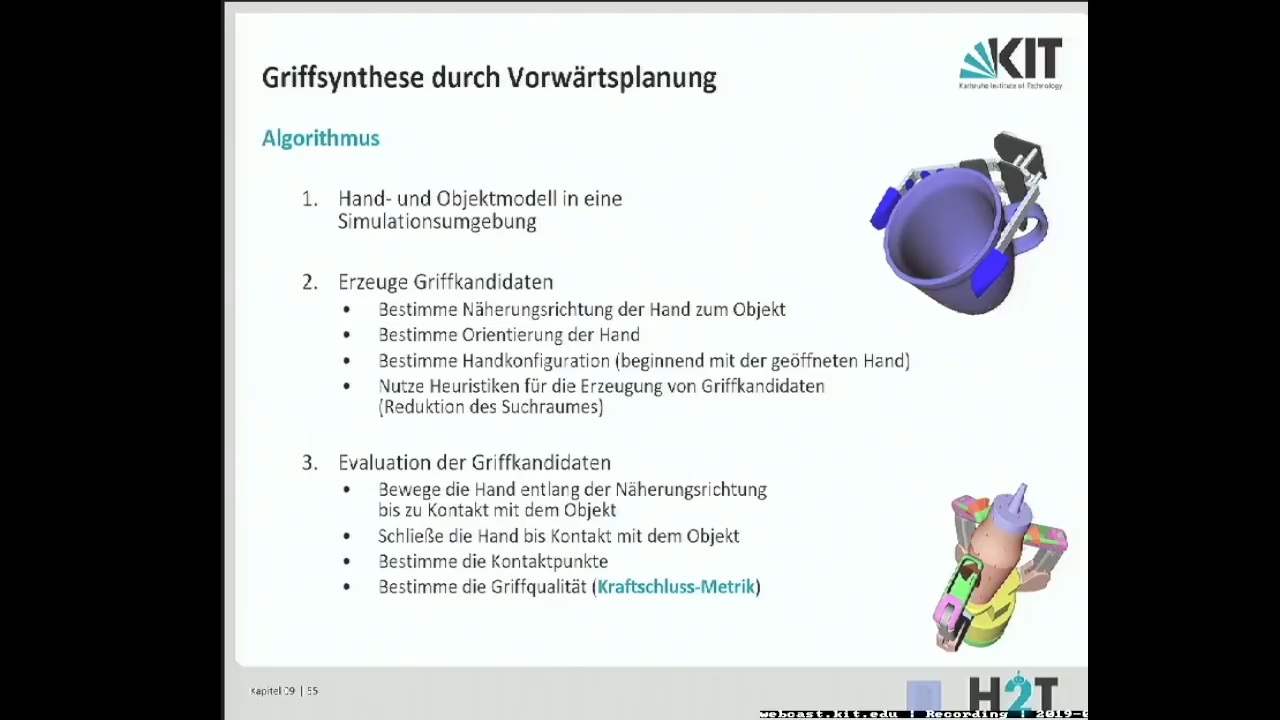 KIT
Karlsruhe Institute of Technology
Griffsynthese durch Vorwärtsplanung
Algorithmus
1. Hand- und Objektmodell in eine
Simulationsumgebung
2. Erzeuge Griffkandidaten
• Bestimme Näherungsrichtung der Hand zum Objekt
• Bestimme Orientierung der Hand
• Bestimme Handkonfiguration (beginnend mit der geöffneten Hand)
• Nutze Heuristiken für die Erzeugung von Griffkandidaten
(Reduktion des Suchraumes)
3. Evaluation der Griffkandidaten
• Bewege die Hand entlang der Näherungsrichtung
bis zu Kontakt mit dem Objekt
• Schließe die Hand bis Kontakt mit dem Objekt
• Bestimme die Kontaktpunkte
• Bestimme die Griffqualität (Kraftschluss-Metrik)
Kapitel 09 | 55
H2T
webcast.kit.edu | Recording | 2019-